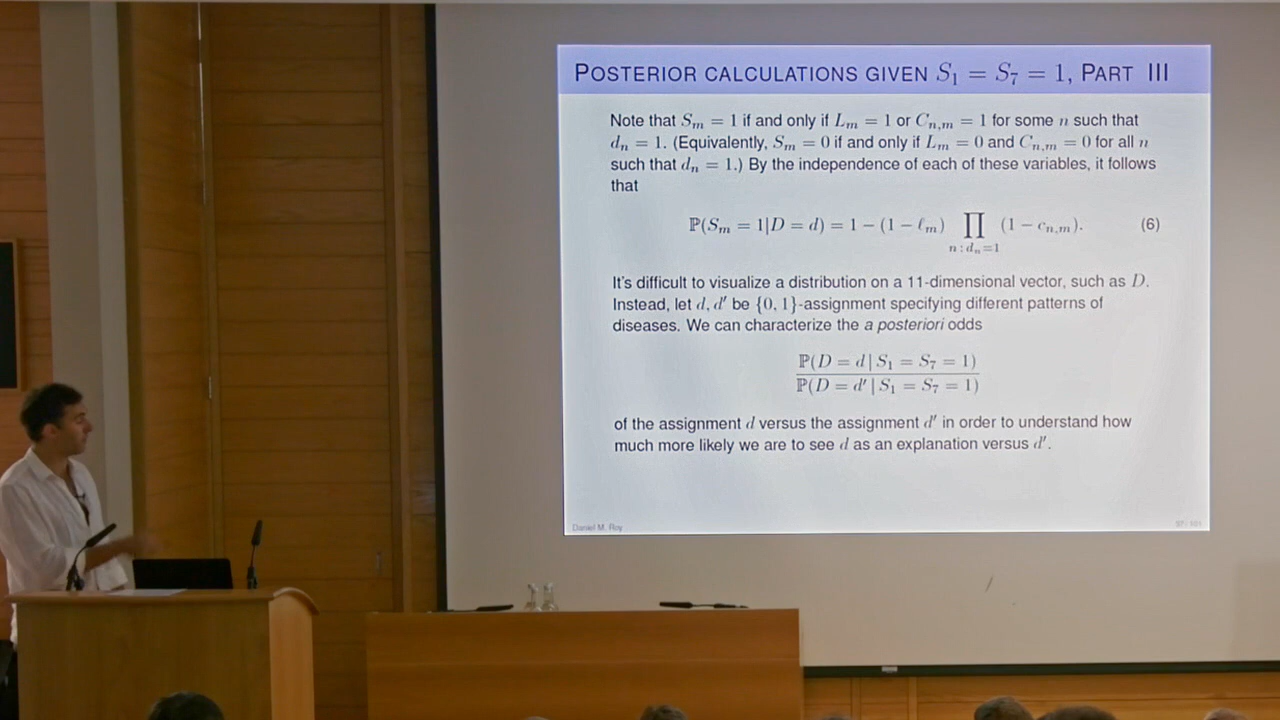 POSTERIOR CALCULATIONS GIVEN S₁ = S₇ = 1, PART III
Note that Sₘ = 1 if and only if Lₘ = 1 or Cₙ,ₘ = 1 for some n such that
dₙ = 1. (Equivalently, Sₘ = 0 if and only if Lₘ = 0 and Cₙ,ₘ = 0 for all n
such that dₙ = 1.) By the independence of each of these variables, it follows
that
ℙ(Sₘ = 1|D = d) = 1 − (1 − ℓₘ) ∏ (1 − cₙ,ₘ). (6)
n : dₙ=1
It's difficult to visualize a distribution on a 11-dimensional vector, such as D.
Instead, let d, d′ be {0, 1}-assignment specifying different patterns of
diseases. We can characterize the a posteriori odds
ℙ(D = d | S₁ = S₇ = 1)
ℙ(D = d′ | S₁ = S₇ = 1)
of the assignment d versus the assignment d′ in order to understand how
much more likely we are to see d as an explanation versus d′.
Daniel M. Roy